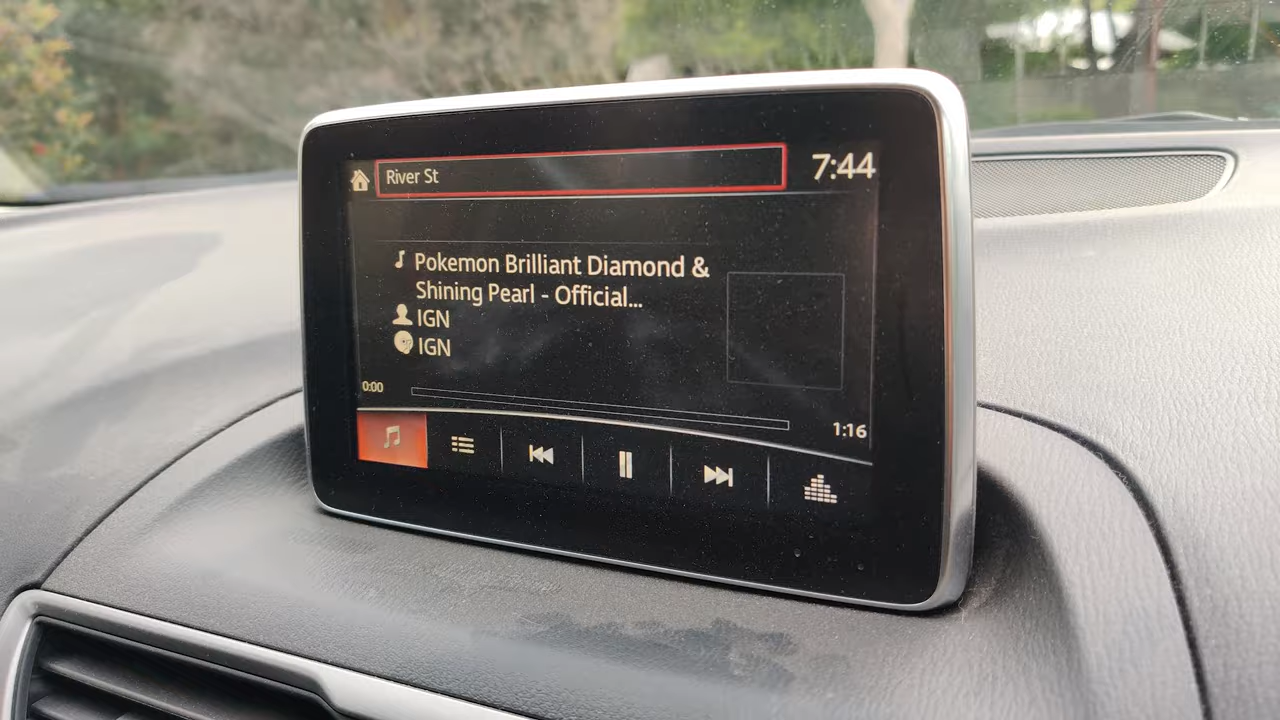 River St
7:44
Pokemon Brilliant Diamond &
Shining Pearl - Official...
IGN
IGN
0:00
1:16